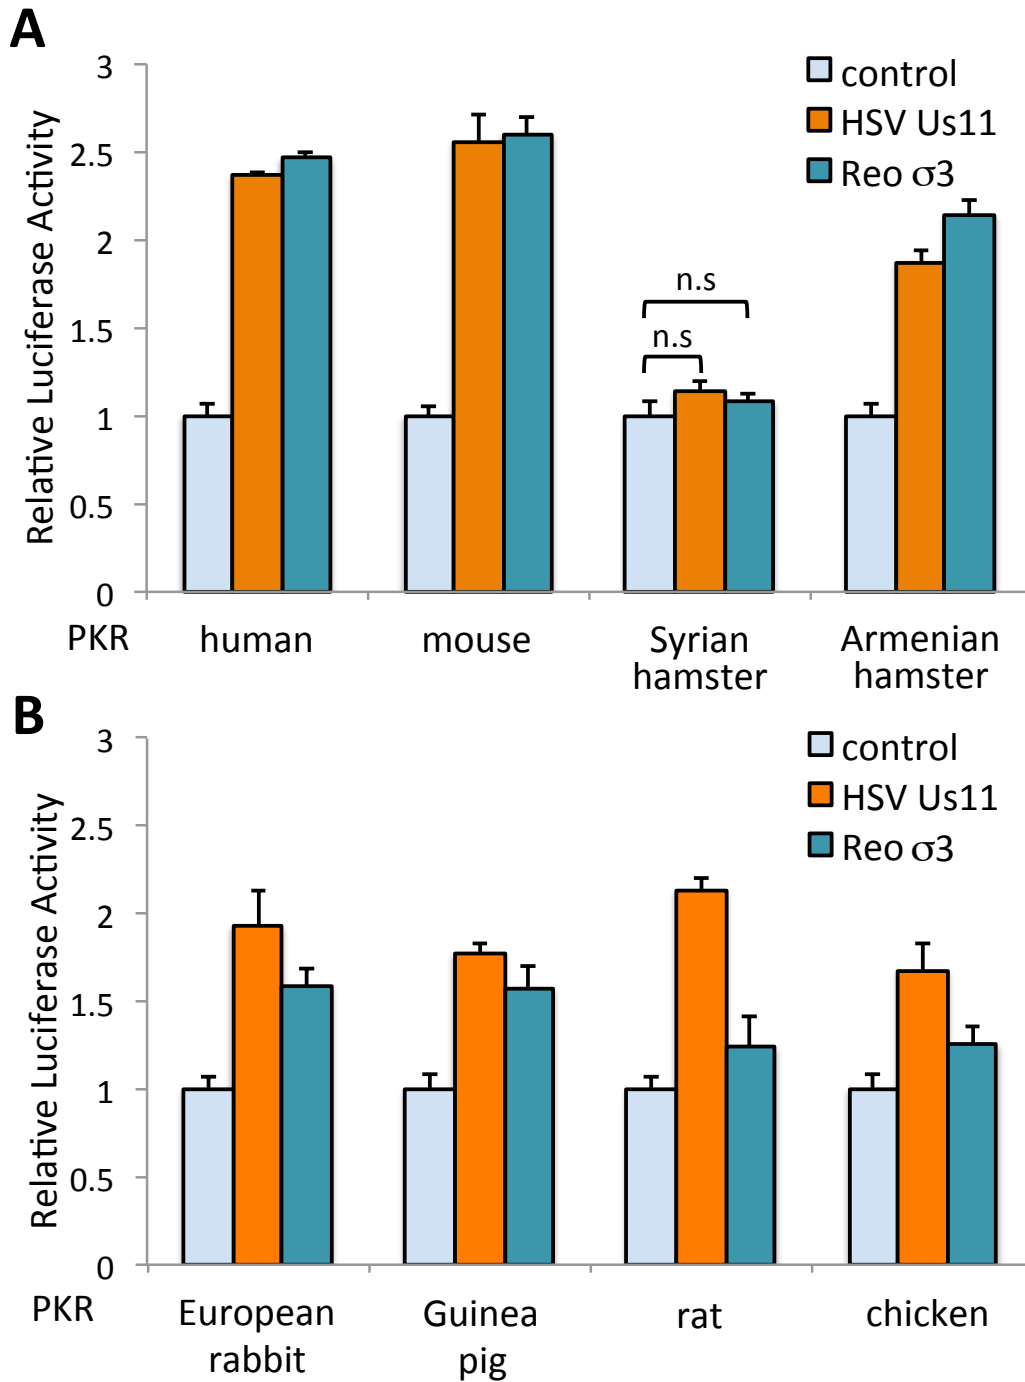 A
3
2.5
2
1.5
1
0.5
0
Relative Luciferase Activity
control
HSV Us11
Reo σ3
n.s
n.s
PKR
human
mouse
Syrian
hamster
Armenian
hamster
B
3
2.5
2
1.5
1
0.5
0
Relative Luciferase Activity
control
HSV Us11
Reo σ3
PKR
European
rabbit
Guinea
pig
rat
chicken